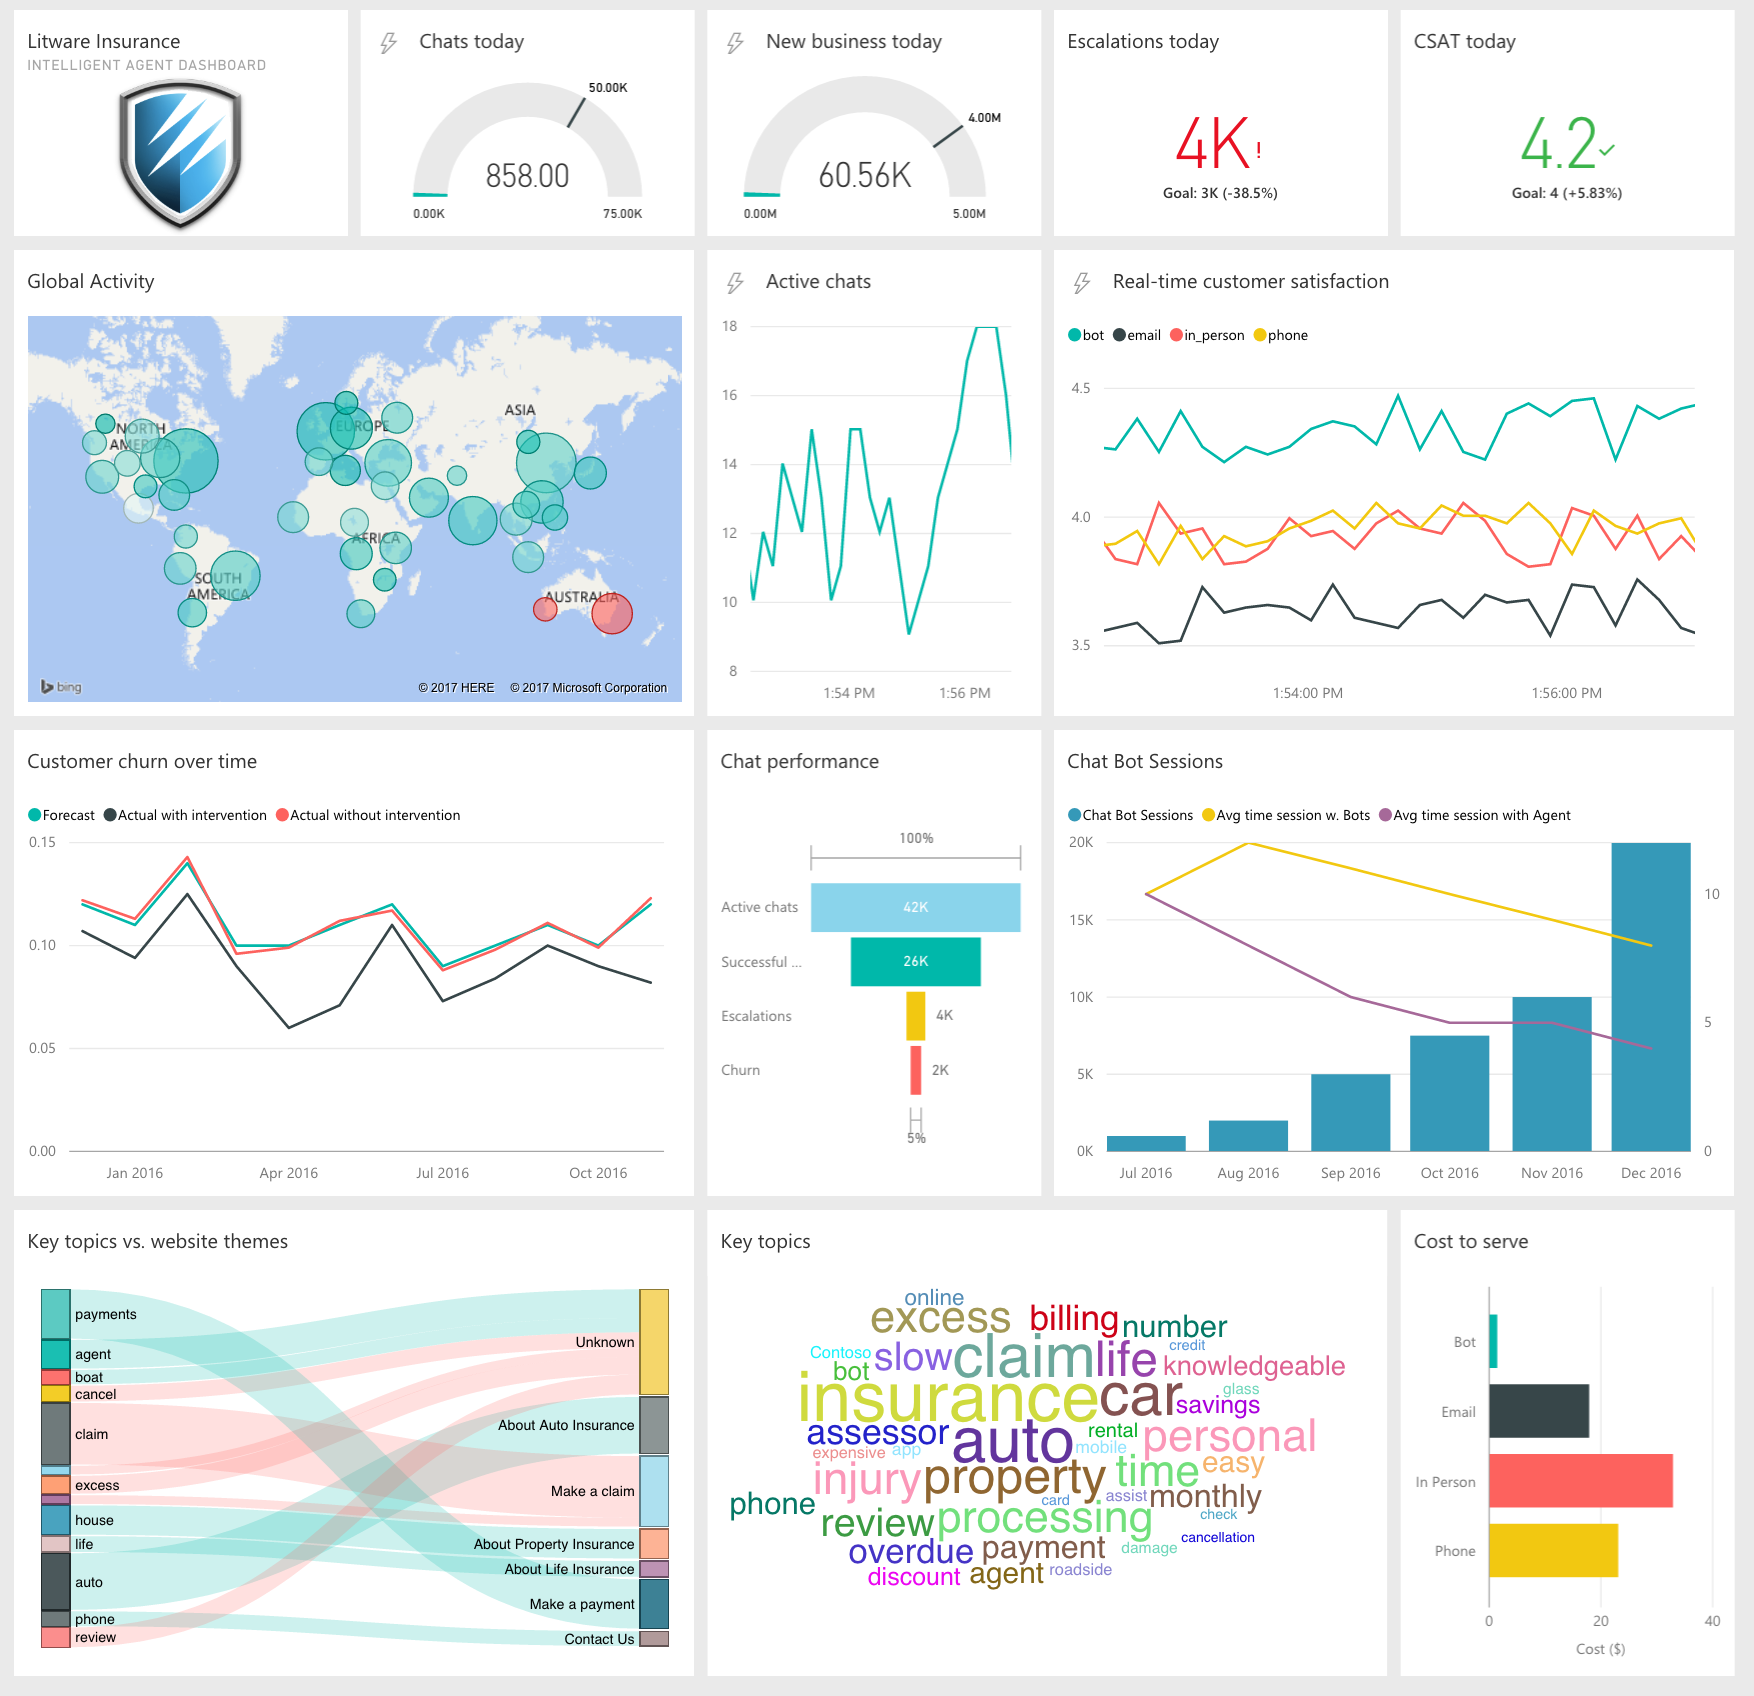 Litware Insurance
INTELLIGENT AGENT DASHBOARD
Chats today
50.00K
858.00
0.00K
75.00K
New business today
4.00M
60.56K
0.00M
5.00M
Escalations today
4K!
Goal: 3K (-38.5%)
CSAT today
4.2
Goal: 4 (+5.83%)
Global Activity
NORTH
AMERICA
EUROPE
ASIA
AFRICA
SOUTH
AMERICA
AUSTRALIA
bing
© 2017 HERE © 2017 Microsoft Corporation
Active chats
18
16
14
12
10
8
1:54 PM
1:56 PM
Real-time customer satisfaction
bot email in_person phone
4.5
4.0
3.5
1:54:00 PM
1:56:00 PM
Customer churn over time
Forecast Actual with intervention Actual without intervention
0.15
0.10
0.05
0.00
Jan 2016
Apr 2016
Jul 2016
Oct 2016
Chat performance
100%
Active chats
42K
Successful ...
26K
Escalations
4K
Churn
2K
5%
Chat Bot Sessions
Chat Bot Sessions Avg time session w. Bots Avg time session with Agent
20K
15K
10K
5K
0K
10
5
0
Jul 2016
Aug 2016
Sep 2016
Oct 2016
Nov 2016
Dec 2016
Key topics vs. website themes
payments
agent
boat
cancel
claim
excess
house
life
auto
phone
review
Unknown
About Auto Insurance
Make a claim
About Property Insurance
About Life Insurance
Make a payment
Contact Us
Key topics
online
excess
billing
number
Contoso
slow
claim
life
credit
bot
knowledgeable
insurance
car
glass
savings
assessor
auto
rental
personal
expensive
app
mobile
injury
property
time
easy
phone
card
assist
monthly
review
processing
check
overdue
payment
damage
cancellation
discount
agent
roadside
Cost to serve
Bot
Email
In Person
Phone
0
20
40
Cost ($)